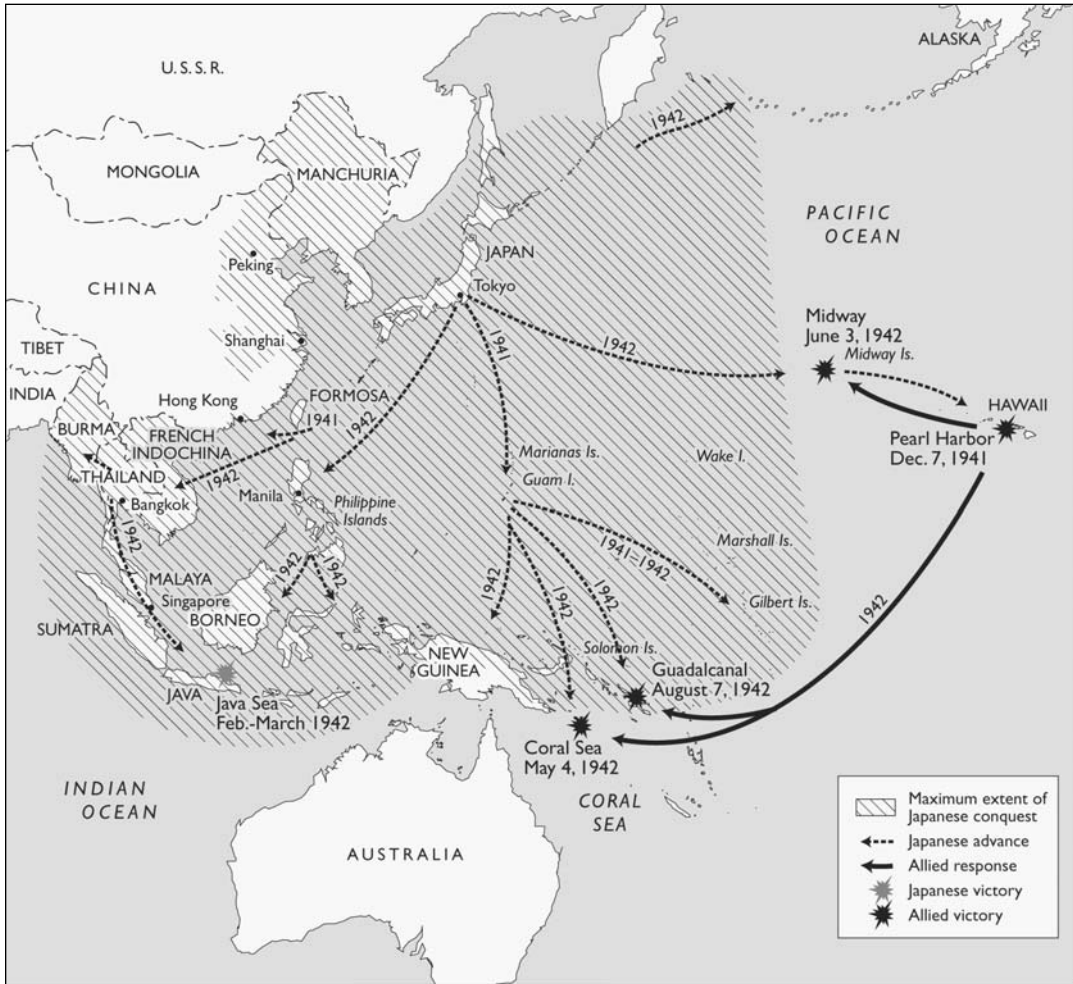 ALASKA
U.S.S.R.
1942
MONGOLIA
MANCHURIA
PACIFIC
OCEAN
JAPAN
Peking
Tokyo
CHINA
Midway
June 3, 1942
Midway Is.
1941
1942
Shanghai
TIBET
INDIA
Hong Kong
FORMOSA
1941
1942
HAWAII
BURMA
FRENCH
INDOCHINA
Pearl Harbor
Dec. 7, 1941
Marianas Is.
Wake I.
THAILAND
1942
Guam I.
Manila
Philippine
Islands
Bangkok
1942
Marshall Is.
1941–1942
1942
1942
1942
1942
1942
MALAYA
Singapore
Gilbert Is.
1942
BORNEO
SUMATRA
Solomon Is.
NEW
GUINEA
Guadalcanal
August 7, 1942
JAVA
Java Sea
Feb.-March 1942
Coral Sea
May 4, 1942
INDIAN
OCEAN
CORAL
SEA
AUSTRALIA
Maximum extent of
Japanese conquest
Japanese advance
Allied response
Japanese victory
Allied victory